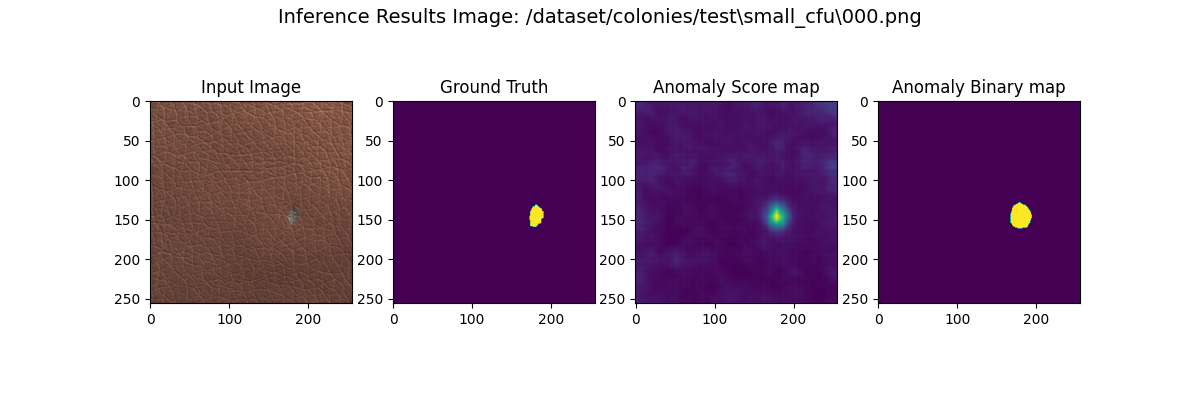 Inference Results Image: /dataset/colonies/test\small_cfu\000.png
Input Image
0
50
100
150
200
250
0 100 200
Ground Truth
0
50
100
150
200
250
0 100 200
Anomaly Score map
0
50
100
150
200
250
0 100 200
Anomaly Binary map
0
50
100
150
200
250
0 100 200